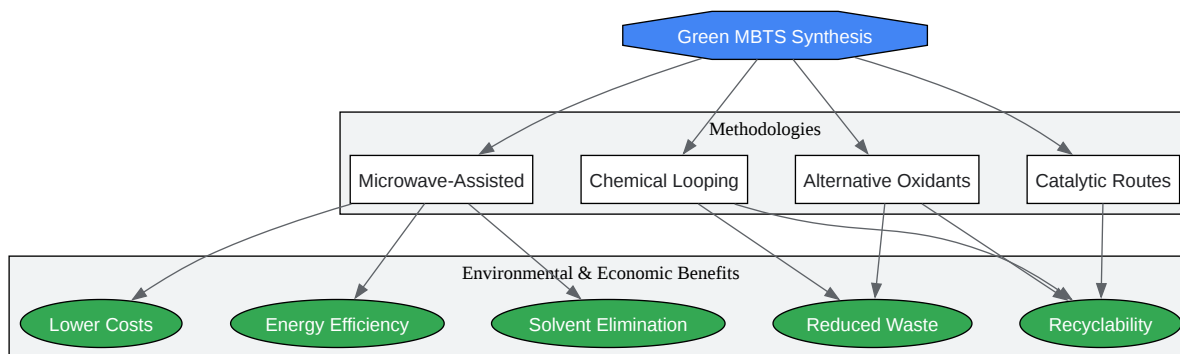 Green MBTS Synthesis
Methodologies
Microwave-Assisted
Chemical Looping
Alternative Oxidants
Catalytic Routes
Environmental & Economic Benefits
Lower Costs
Energy Efficiency
Solvent Elimination
Reduced Waste
Recyclability